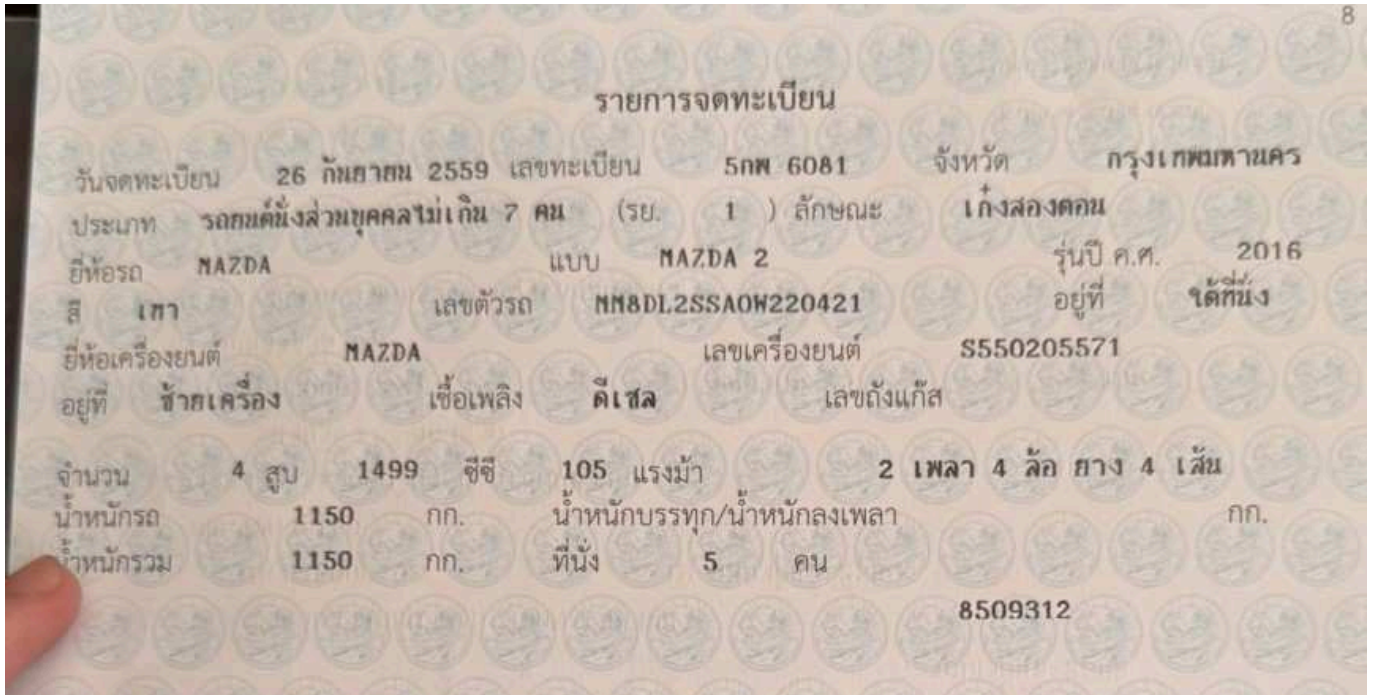 8
รายการจดทะเบียน
วันจดทะเบียน 26 กันยายน 2559 เลขทะเบียน 5กพ 6081 จังหวัด กรุงเทพมหานคร
ประเภท รถยนต์นั่งส่วนบุคคลไม่เกิน 7 คน (รย. 1 ) ลักษณะ เก๋งสองตอน
ยี่ห้อรถ MAZDA แบบ MAZDA 2 รุ่นปี ค.ศ. 2016
สี เทา เลขตัวรถ MM8DL2SSA0W220421 อยู่ที่ ใต้ที่นั่ง
ยี่ห้อเครื่องยนต์ MAZDA เลขเครื่องยนต์ S550205571
อยู่ที่ ซ้ายเครื่อง เชื้อเพลิง ดีเซล เลขถังแก๊ส
จำนวน 4 สูบ 1499 ซีซี 105 แรงม้า 2 เพลา 4 ล้อ ยาง 4 เส้น
น้ำหนักรถ 1150 กก. น้ำหนักบรรทุก/น้ำหนักลงเพลา กก.
น้ำหนักรวม 1150 กก. ที่นั่ง 5 คน
8509312